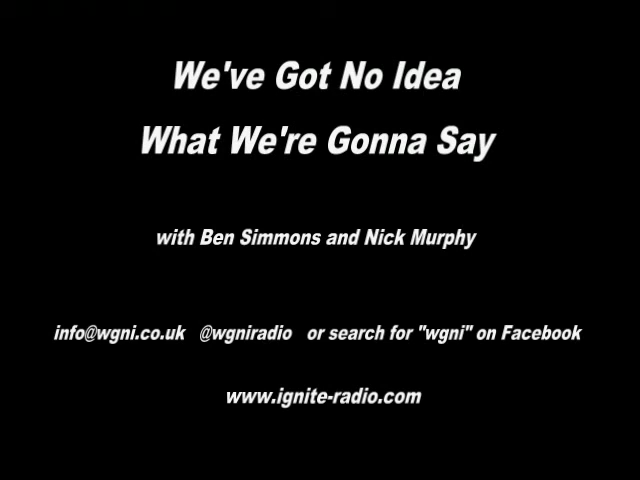 We've Got No Idea
What We're Gonna Say
with Ben Simmons and Nick Murphy
info@wgni.co.uk @wgniradio or search for "wgni" on Facebook
www.ignite-radio.com